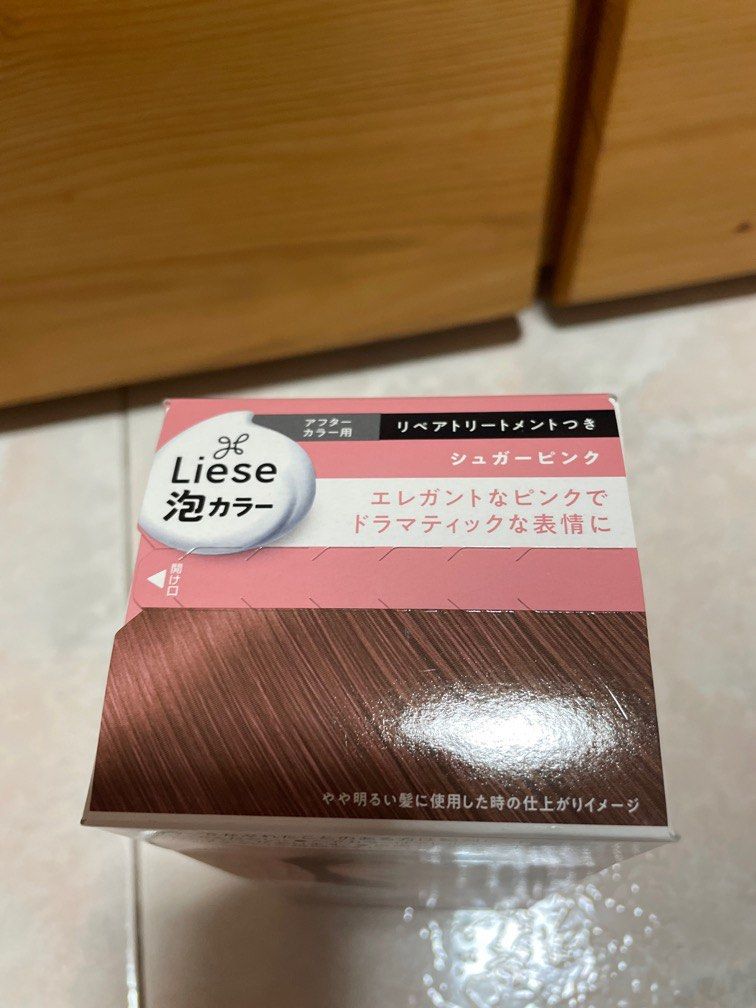 アフター
カラー用
リペアトリートメントつき
Liese
泡カラー
シュガーピンク
エレガントなピンクで
ドラマティックな表情に
開け口
やや明るい髪に使用した時の仕上がりイメージ